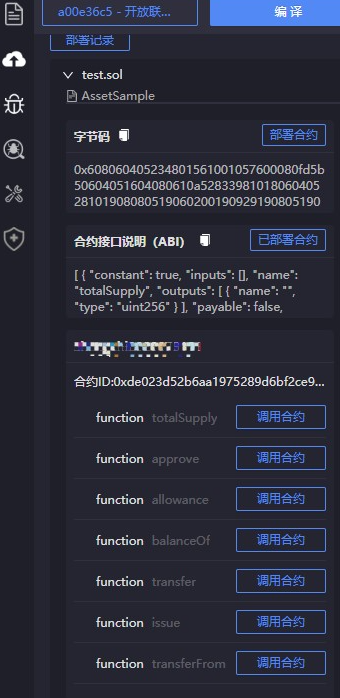 a00e36c5 - 开放联...
编 译
部署记录
test.sol
AssetSample
字节码
部署合约
0x608060405234801561001057600080fd5b
50604051604080610a52833981018060405
281019080805190602001909291908051​90
合约接口说明（ABI）
已部署合约
[ { "constant": true, "inputs": [], "name":
"totalSupply", "outputs": [ { "name": "",
"type": "uint256" } ], "payable": false,
合约ID:0xde023d52b6aa1975289d6bf2ce9...
function totalSupply 调用合约
function approve 调用合约
function allowance 调用合约
function balanceOf 调用合约
function transfer 调用合约
function issue 调用合约
function transferFrom 调用合约